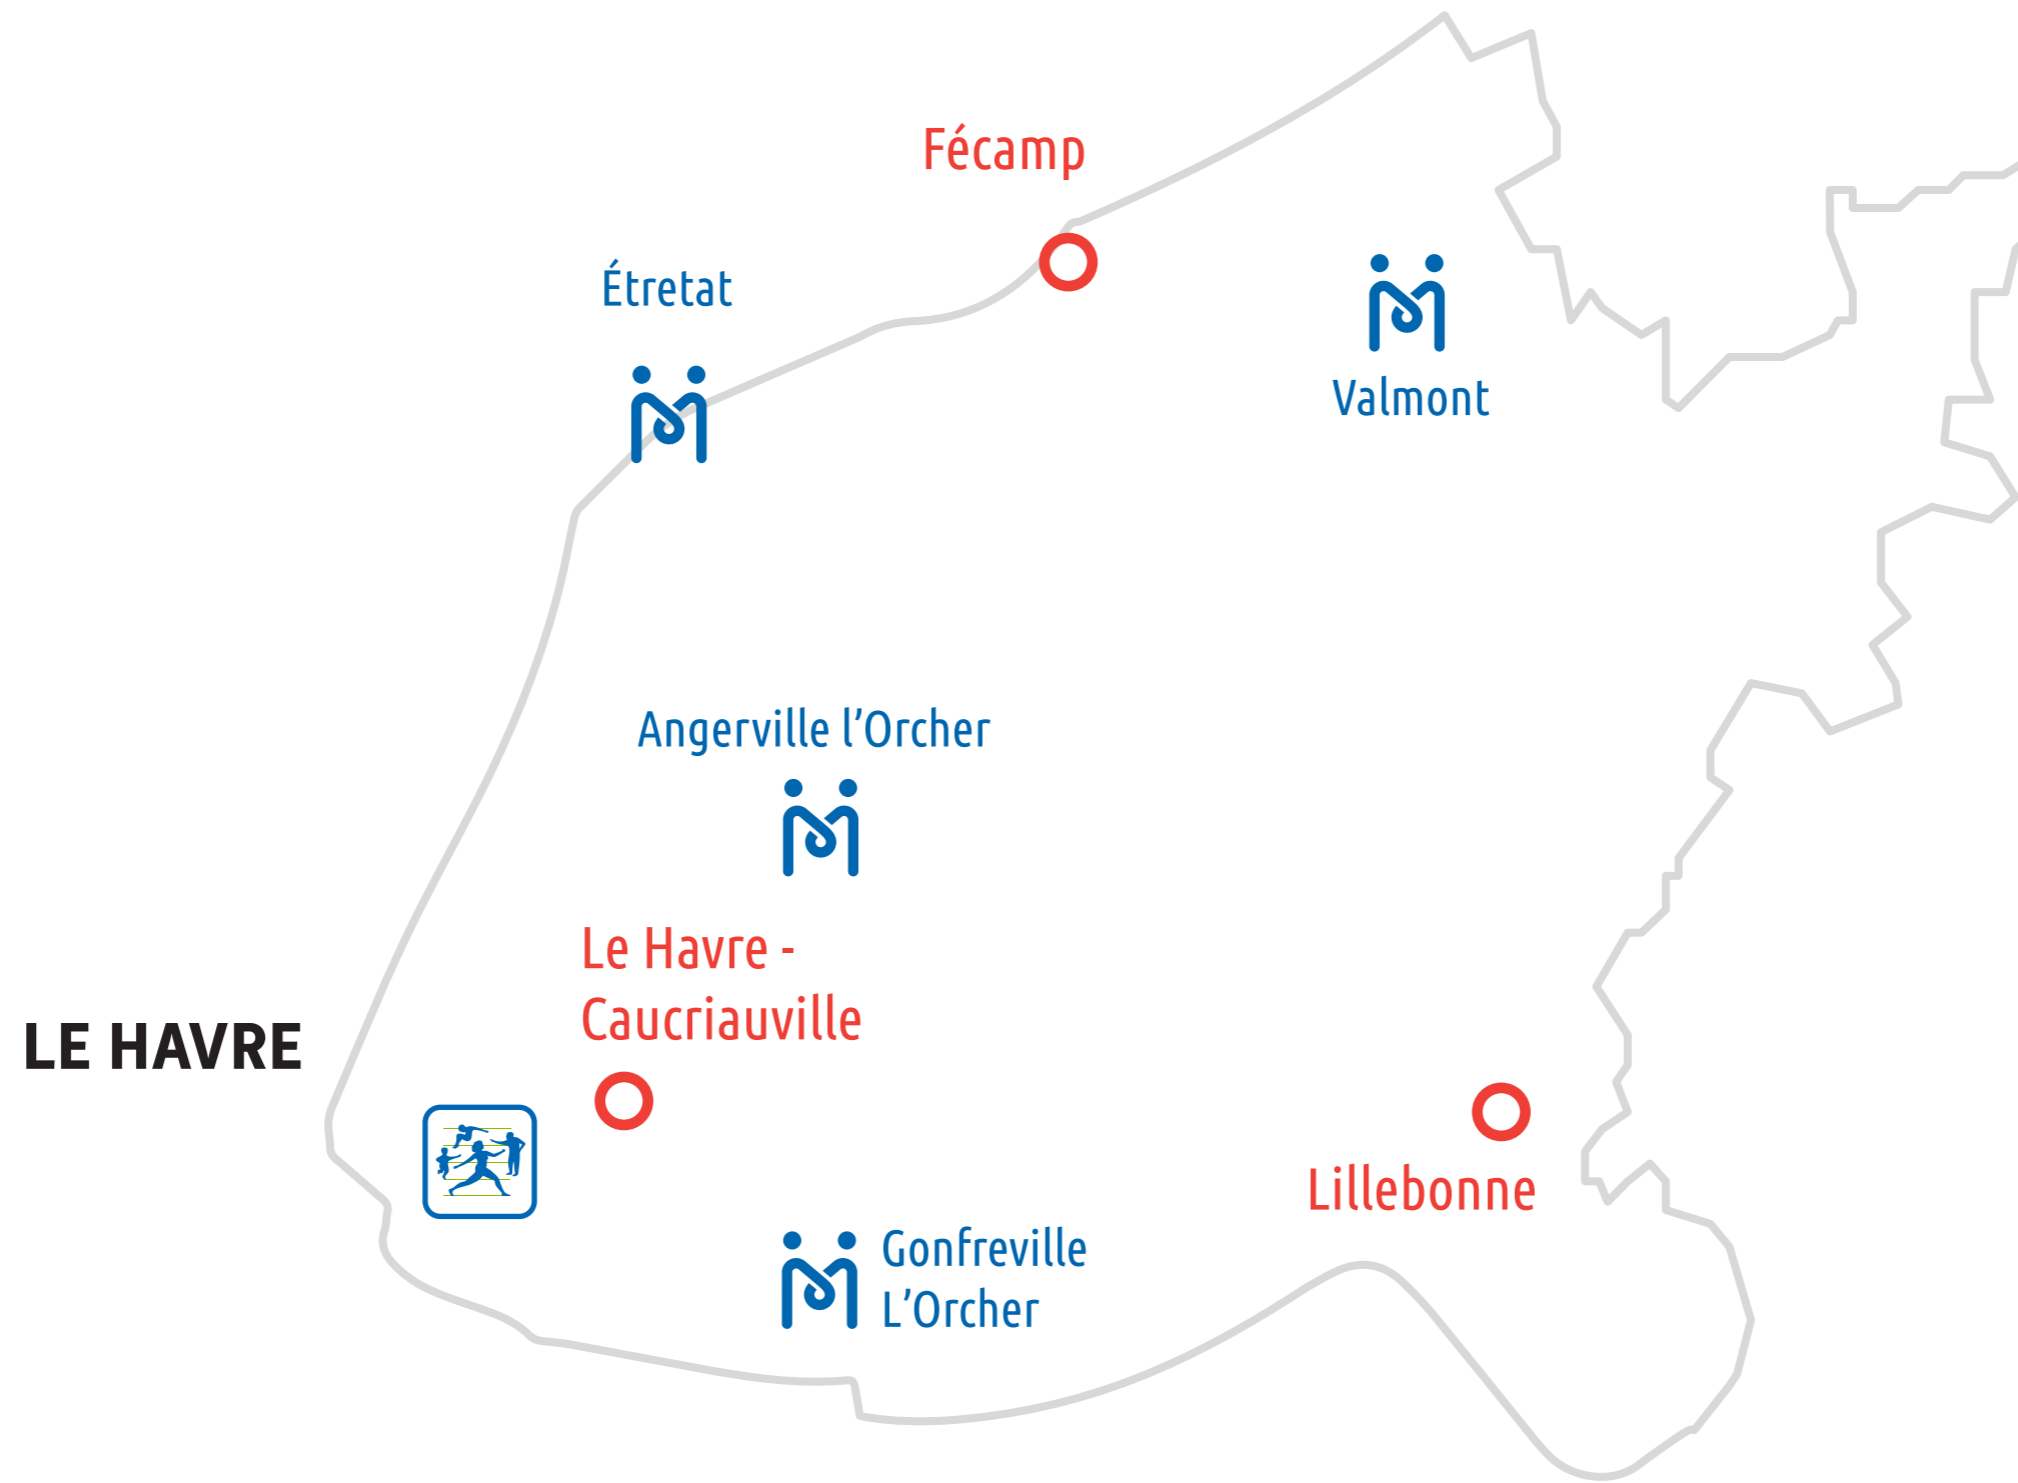 Fécamp
Étretat
Valmont
Angerville l’Orcher
Le Havre -
Caucriauville
LE HAVRE
Lillebonne
Gonfreville
L’Orcher